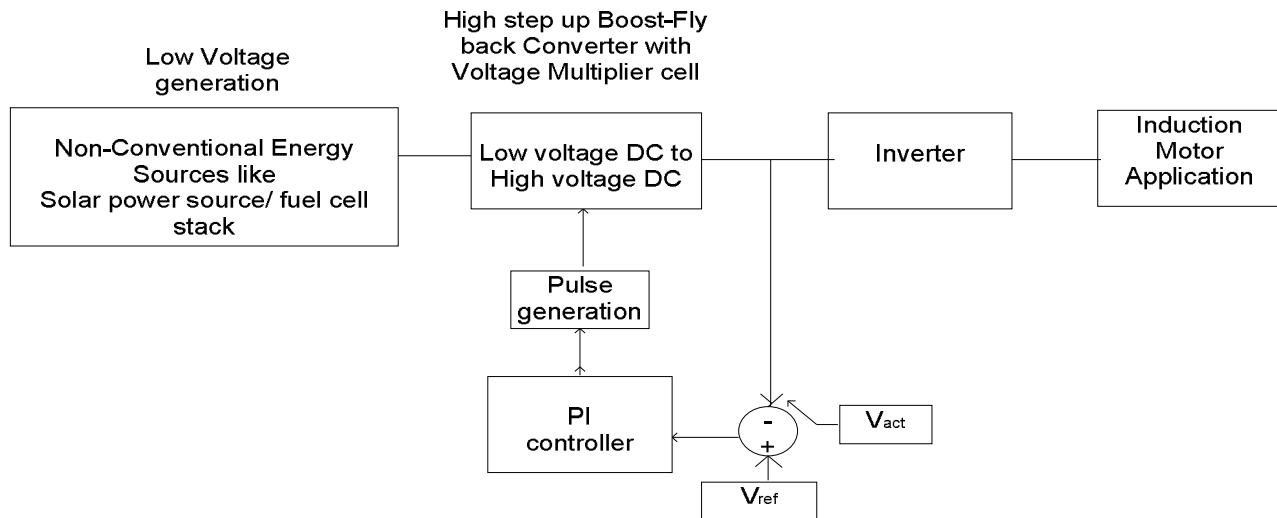 Low Voltage
generation
Non-Conventional Energy
Sources like
Solar power source/ fuel cell
stack
High step up Boost-Fly
back Converter with
Voltage Multiplier cell
Low voltage DC to
High voltage DC
Inverter
Induction
Motor
Application
Pulse
generation
PI
controller
-
+
Vact
Vref